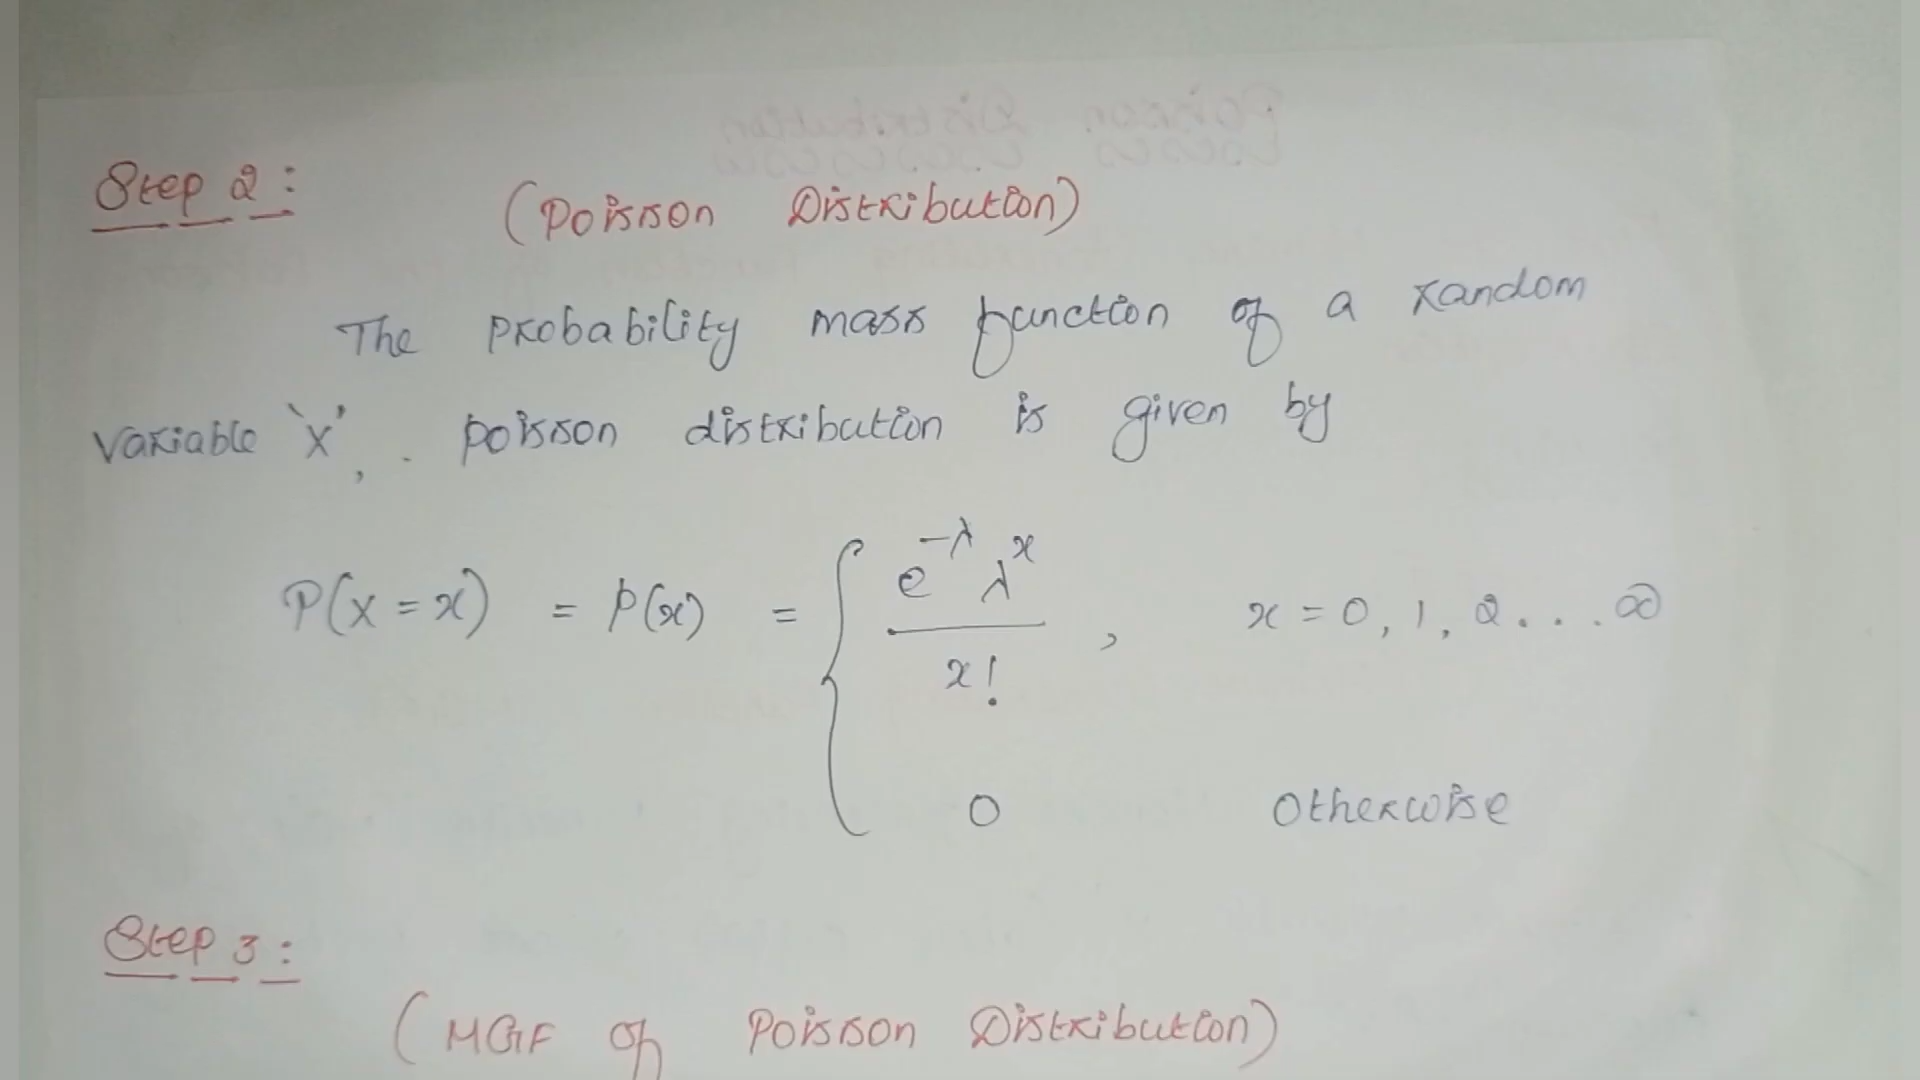 Step 2:
(Poisson Distribution)
The probability mass function of a random
variable 'X', . poisson distribution is given by
P(X = x) = p(x) = { e^{-λ} λ^x / x! , x = 0, 1, 2 . . . ∞
0 Otherwise
Step 3:
(MGF of Poisson Distribution)